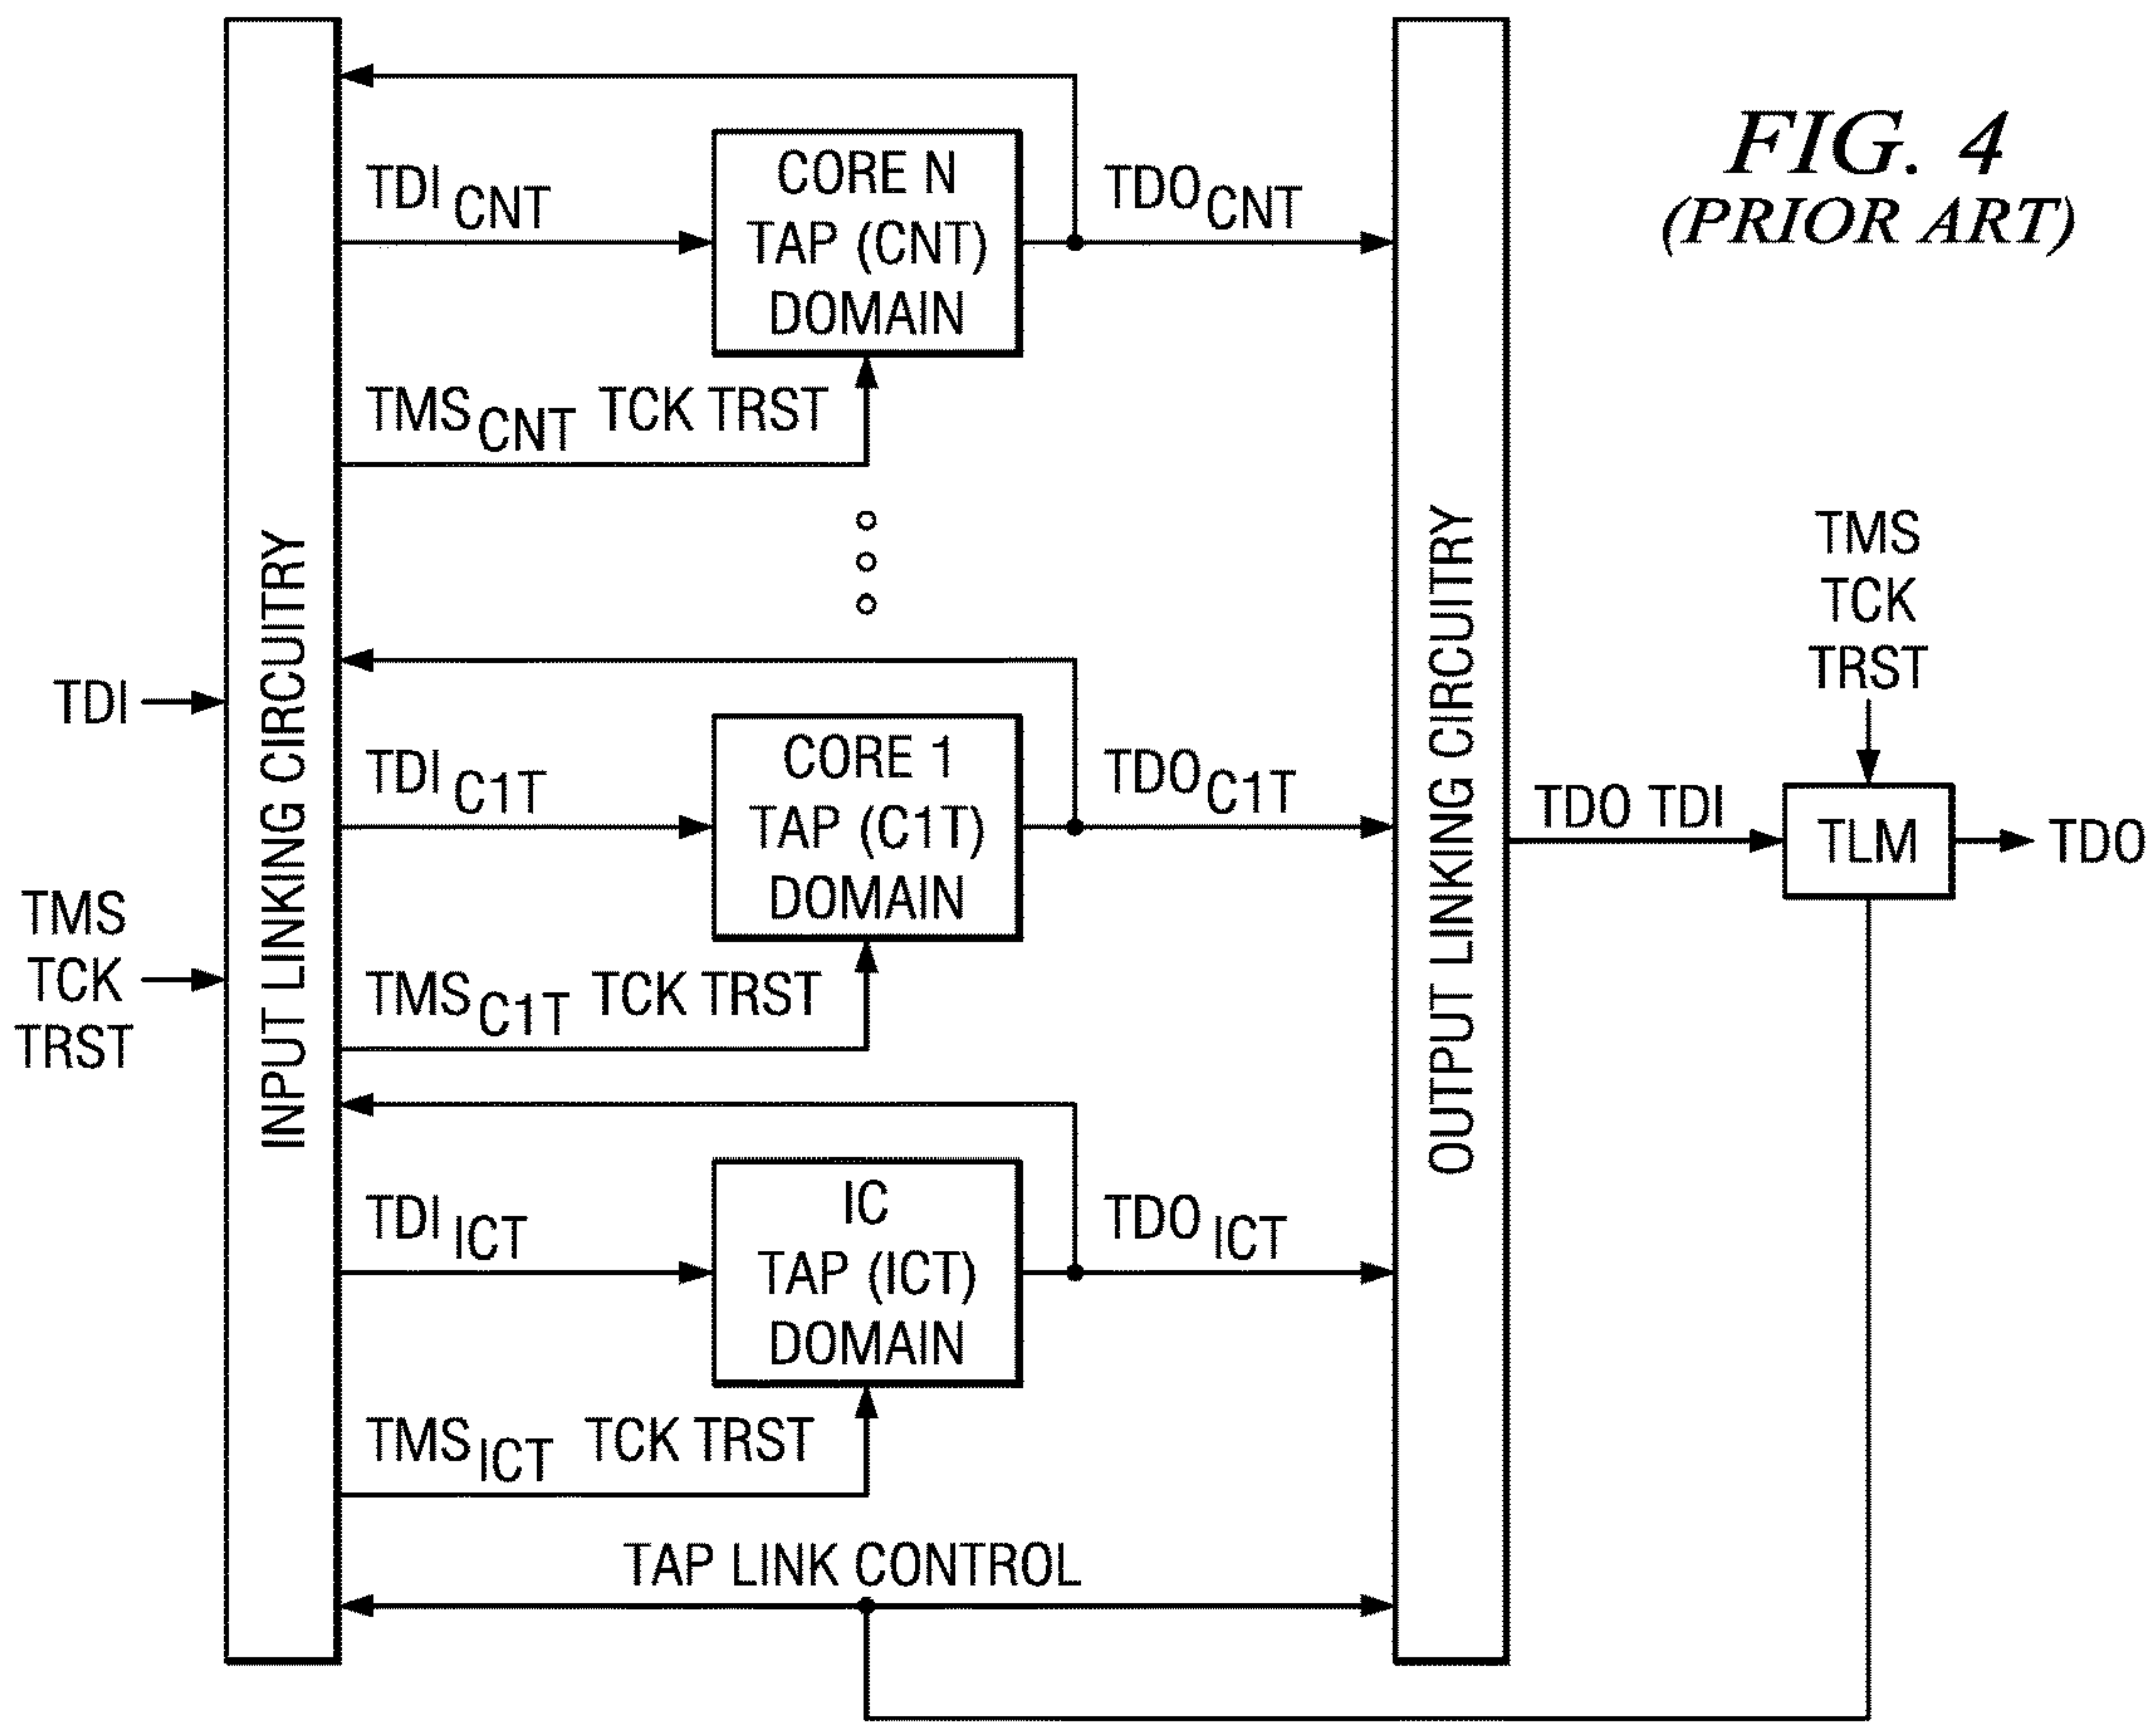 FIG. 4
(PRIOR ART)
TDI CNT
CORE N
TAP (CNT)
DOMAIN
TDO CNT
TMS CNT TCK TRST
TDI
TMS
TCK
TRST
INPUT LINKING CIRCUITRY
TDI C1T
CORE 1
TAP (C1T)
DOMAIN
TDO C1T
TMS C1T TCK TRST
TDI ICT
IC
TAP (ICT)
DOMAIN
TDO ICT
TMS ICT TCK TRST
TAP LINK CONTROL
OUTPUT LINKING CIRCUITRY
TMS
TCK
TRST
TDO TDI
TLM
TDO